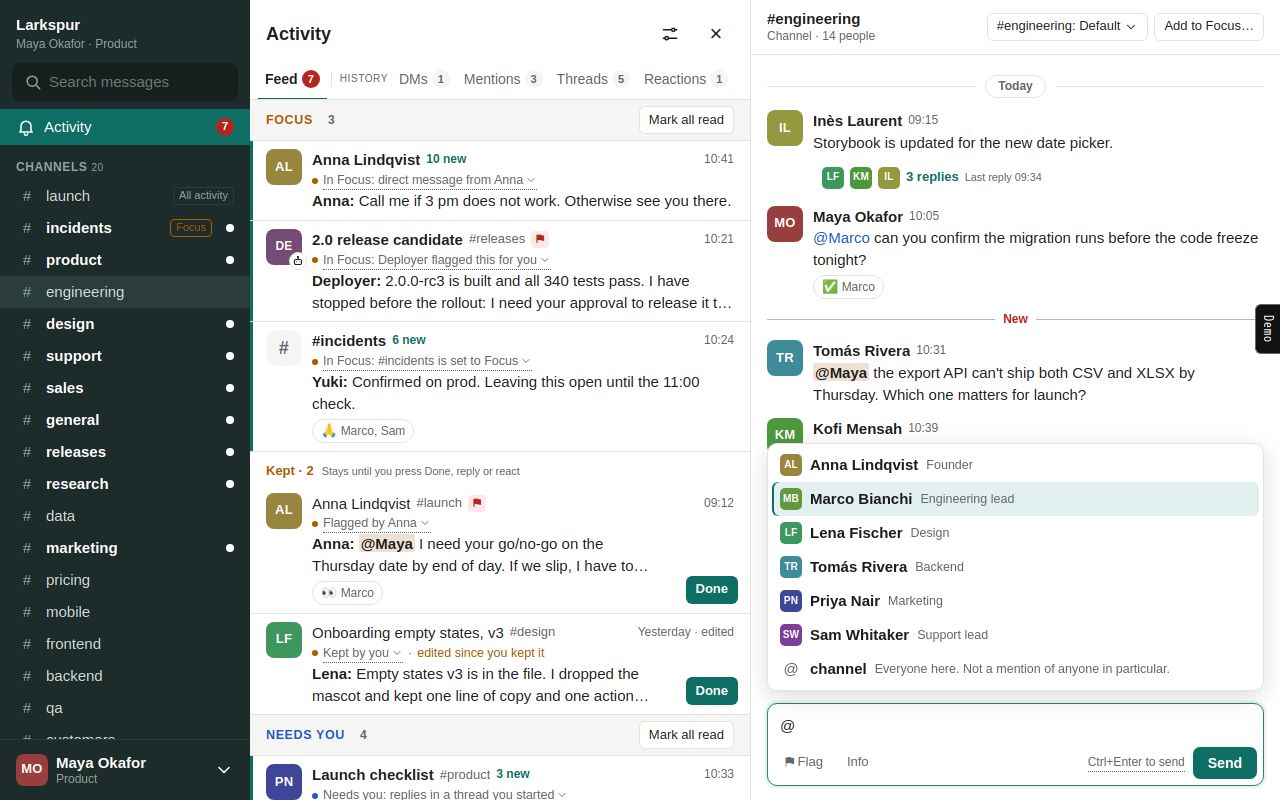 Larkspur
Maya Okafor · Product
Search messages
Activity
7
CHANNELS 20
# launch All activity
# incidents Focus
# product
# engineering
# design
# support
# sales
# general
# releases
# research
# data
# marketing
# pricing
# mobile
# frontend
# backend
# qa
# customers
MO
Maya Okafor
Product
Activity
Feed 7 HISTORY DMs 1 Mentions 3 Threads 5 Reactions 1
FOCUS 3 Mark all read
AL
Anna Lindqvist 10 new 10:41
In Focus: direct message from Anna
Anna: Call me if 3 pm does not work. Otherwise see you there.
DE
2.0 release candidate #releases 10:21
In Focus: Deployer flagged this for you
Deployer: 2.0.0-rc3 is built and all 340 tests pass. I have
stopped before the rollout: I need your approval to release it t…
#
#incidents 6 new 10:24
In Focus: #incidents is set to Focus
Yuki: Confirmed on prod. Leaving this open until the 11:00
check.
🙏 Marco, Sam
Kept · 2 Stays until you press Done, reply or react
AL
Anna Lindqvist #launch 09:12
Flagged by Anna
Anna: @Maya I need your go/no-go on the
Thursday date by end of day. If we slip, I have to…
👀 Marco
Done
LF
Onboarding empty states, v3 #design Yesterday · edited
Kept by you · edited since you kept it
Lena: Empty states v3 is in the file. I dropped the
mascot and kept one line of copy and one action…
Done
NEEDS YOU 4 Mark all read
PN
Launch checklist #product 3 new 10:33
Needs you: replies in a thread you started
#engineering
Channel · 14 people
#engineering: Default
Add to Focus…
Today
IL
Inès Laurent 09:15
Storybook is updated for the new date picker.
LF KM IL 3 replies Last reply 09:34
MO
Maya Okafor 10:05
@Marco can you confirm the migration runs before the code freeze
tonight?
✅ Marco
New
Demo
TR
Tomás Rivera 10:31
@Maya the export API can't ship both CSV and XLSX by
Thursday. Which one matters for launch?
KM
Kofi Mensah 10:39
AL Anna Lindqvist Founder
MB Marco Bianchi Engineering lead
LF Lena Fischer Design
TR Tomás Rivera Backend
PN Priya Nair Marketing
SW Sam Whitaker Support lead
@ channel Everyone here. Not a mention of anyone in particular.
@
Flag Info Ctrl+Enter to send Send